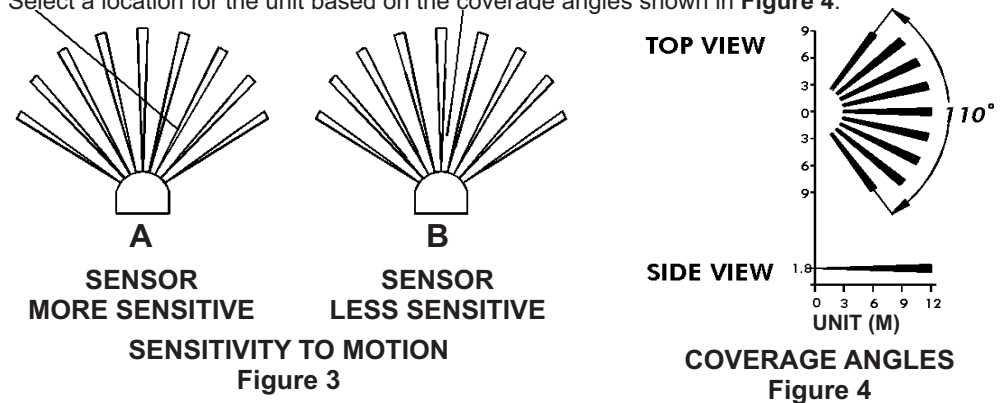 Select a location for the unit based on the coverage angles shown in Figure 4.
A
SENSOR
MORE SENSITIVE
B
SENSOR
LESS SENSITIVE
SENSITIVITY TO MOTION
Figure 3
TOP VIEW
9
6
3
0
3
6
9
110°
SIDE VIEW
1.8
0 3 6 9 12
UNIT (M)
COVERAGE ANGLES
Figure 4